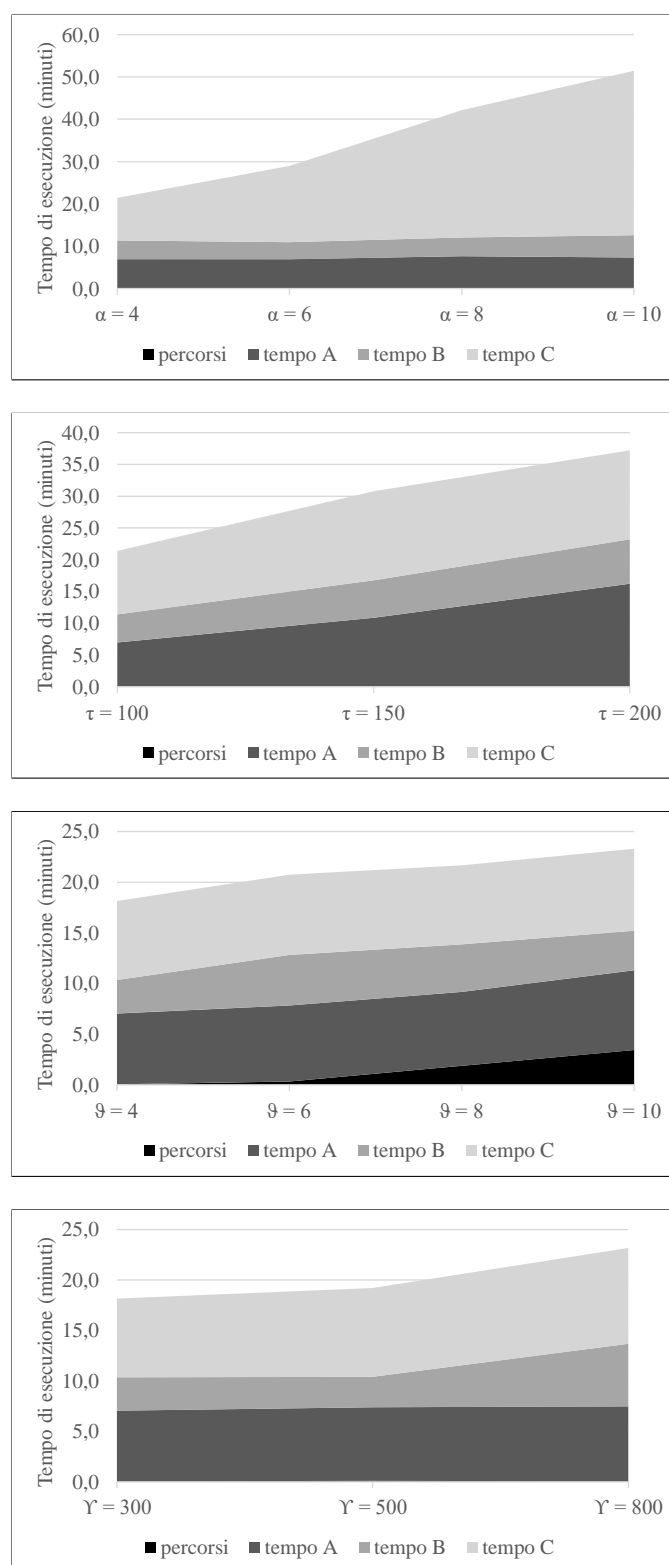 60,0
50,0
40,0
30,0
20,0
10,0
0,0
Tempo di esecuzione (minuti)
α = 4 α = 6 α = 8 α = 10
percorsi tempo A tempo B tempo C
40,0
35,0
30,0
25,0
20,0
15,0
10,0
5,0
0,0
Tempo di esecuzione (minuti)
τ = 100 τ = 150 τ = 200
percorsi tempo A tempo B tempo C
25,0
20,0
15,0
10,0
5,0
0,0
Tempo di esecuzione (minuti)
ϑ = 4 ϑ = 6 ϑ = 8 ϑ = 10
percorsi tempo A tempo B tempo C
25,0
20,0
15,0
10,0
5,0
0,0
Tempo di esecuzione (minuti)
ϒ = 300 ϒ = 500 ϒ = 800
percorsi tempo A tempo B tempo C